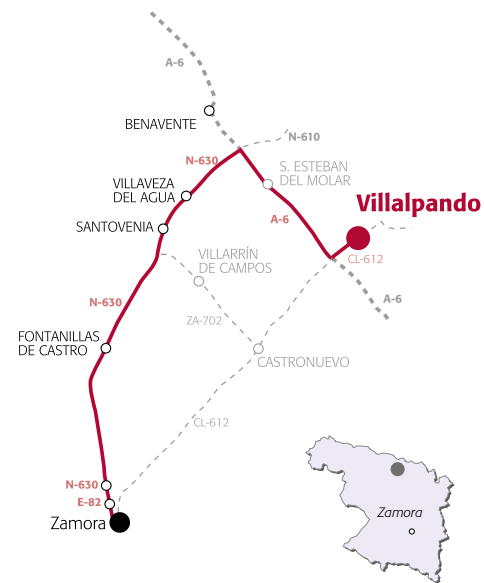 A-6
BENAVENTE
N-610
N-630
S. ESTEBAN
DEL MOLAR
VILLAVEZA
DEL AGUA
Villalpando
A-6
SANTOVENIA
VILLARRÍN
DE CAMPOS
CL-612
N-630
A-6
ZA-702
FONTANILLAS
DE CASTRO
CASTRONUEVO
CL-612
N-630
E-82
Zamora
Zamora